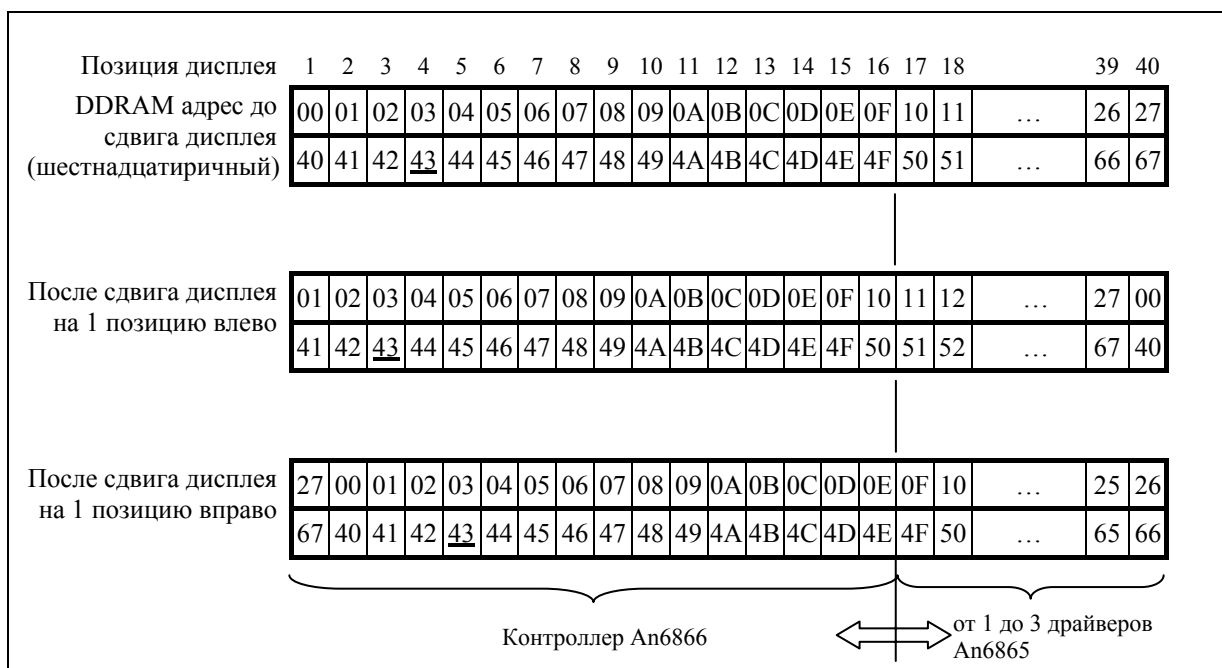 Позиция дисплея 1 2 3 4 5 6 7 8 9 10 11 12 13 14 15 16 17 18 39 40
DDRAM адрес до
сдвига дисплея
(шестнадцатиричный)
00 01 02 03 04 05 06 07 08 09 0A 0B 0C 0D 0E 0F 10 11 … 26 27
40 41 42 43 44 45 46 47 48 49 4A 4B 4C 4D 4E 4F 50 51 … 66 67
После сдвига дисплея
на 1 позицию влево
01 02 03 04 05 06 07 08 09 0A 0B 0C 0D 0E 0F 10 11 12 … 27 00
41 42 43 44 45 46 47 48 49 4A 4B 4C 4D 4E 4F 50 51 52 … 67 40
После сдвига дисплея
на 1 позицию вправо
27 00 01 02 03 04 05 06 07 08 09 0A 0B 0C 0D 0E 0F 10 … 25 26
67 40 41 42 43 44 45 46 47 48 49 4A 4B 4C 4D 4E 4F 50 … 65 66
Контроллер An6866
от 1 до 3 драйверов
An6865